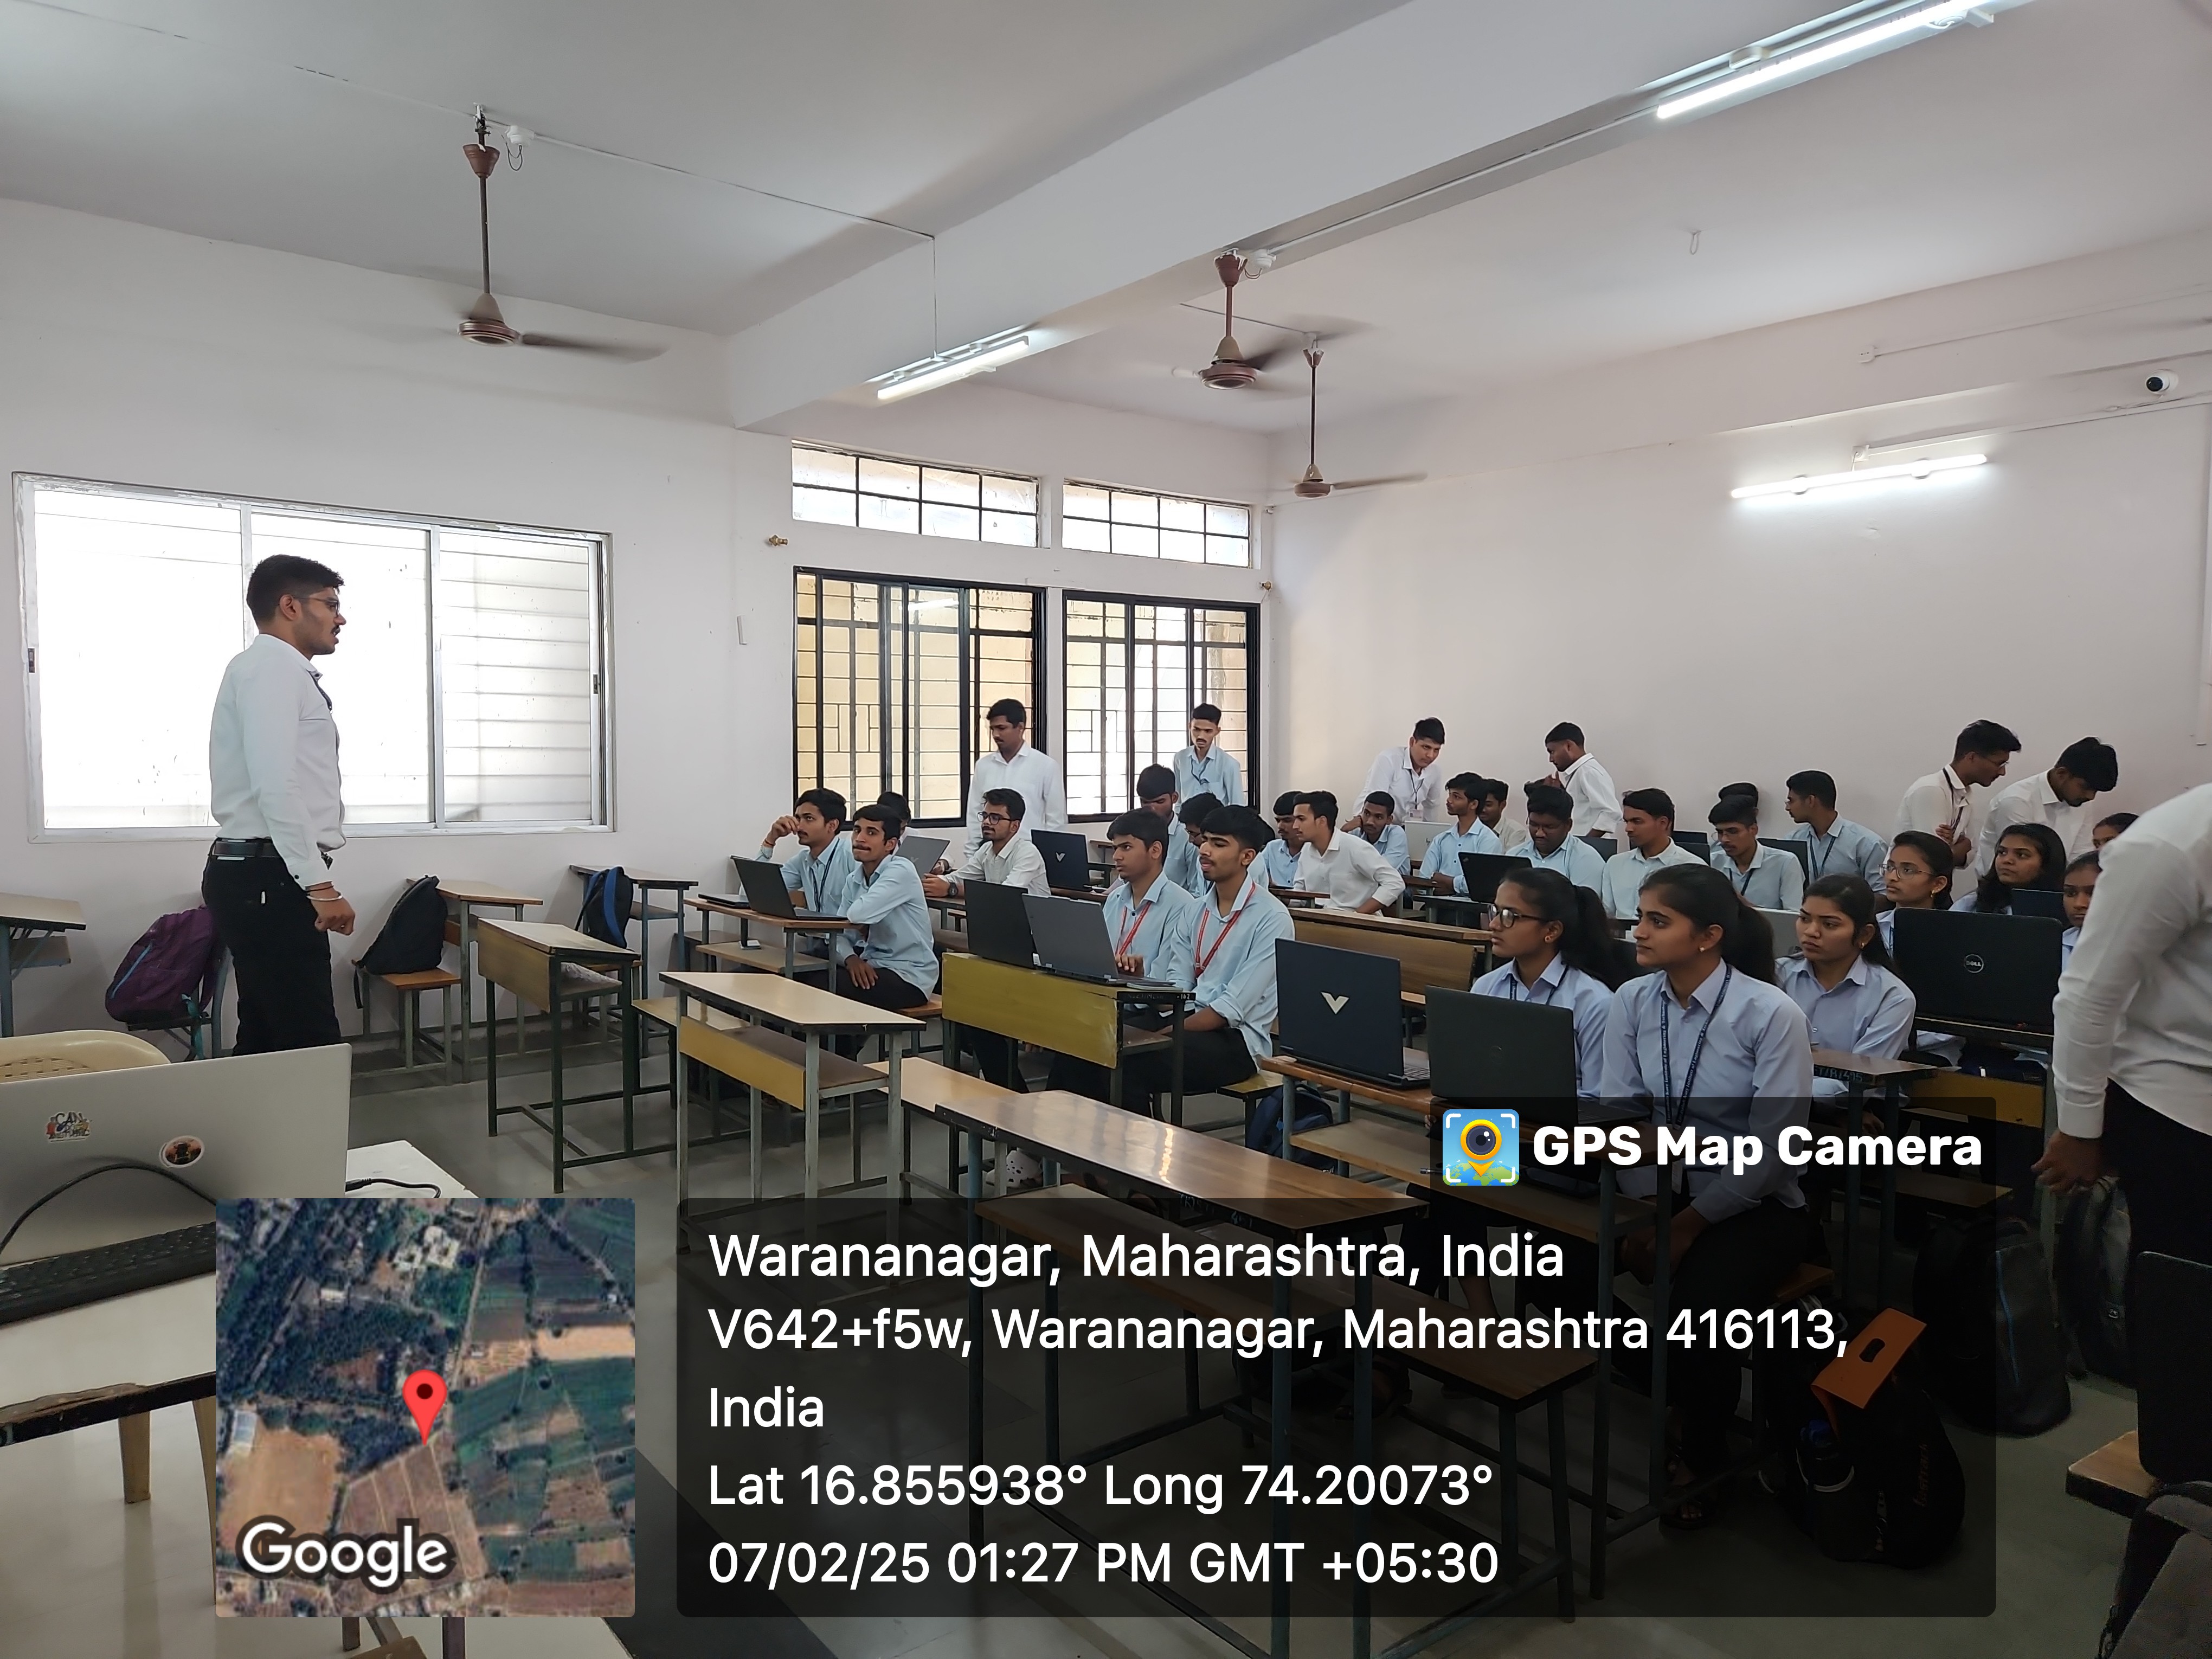 DELL
GPS Map Camera
Warananagar, Maharashtra, India
V642+f5w, Warananagar, Maharashtra 416113,
India
Lat 16.855938° Long 74.20073°
07/02/25 01:27 PM GMT +05:30
Google